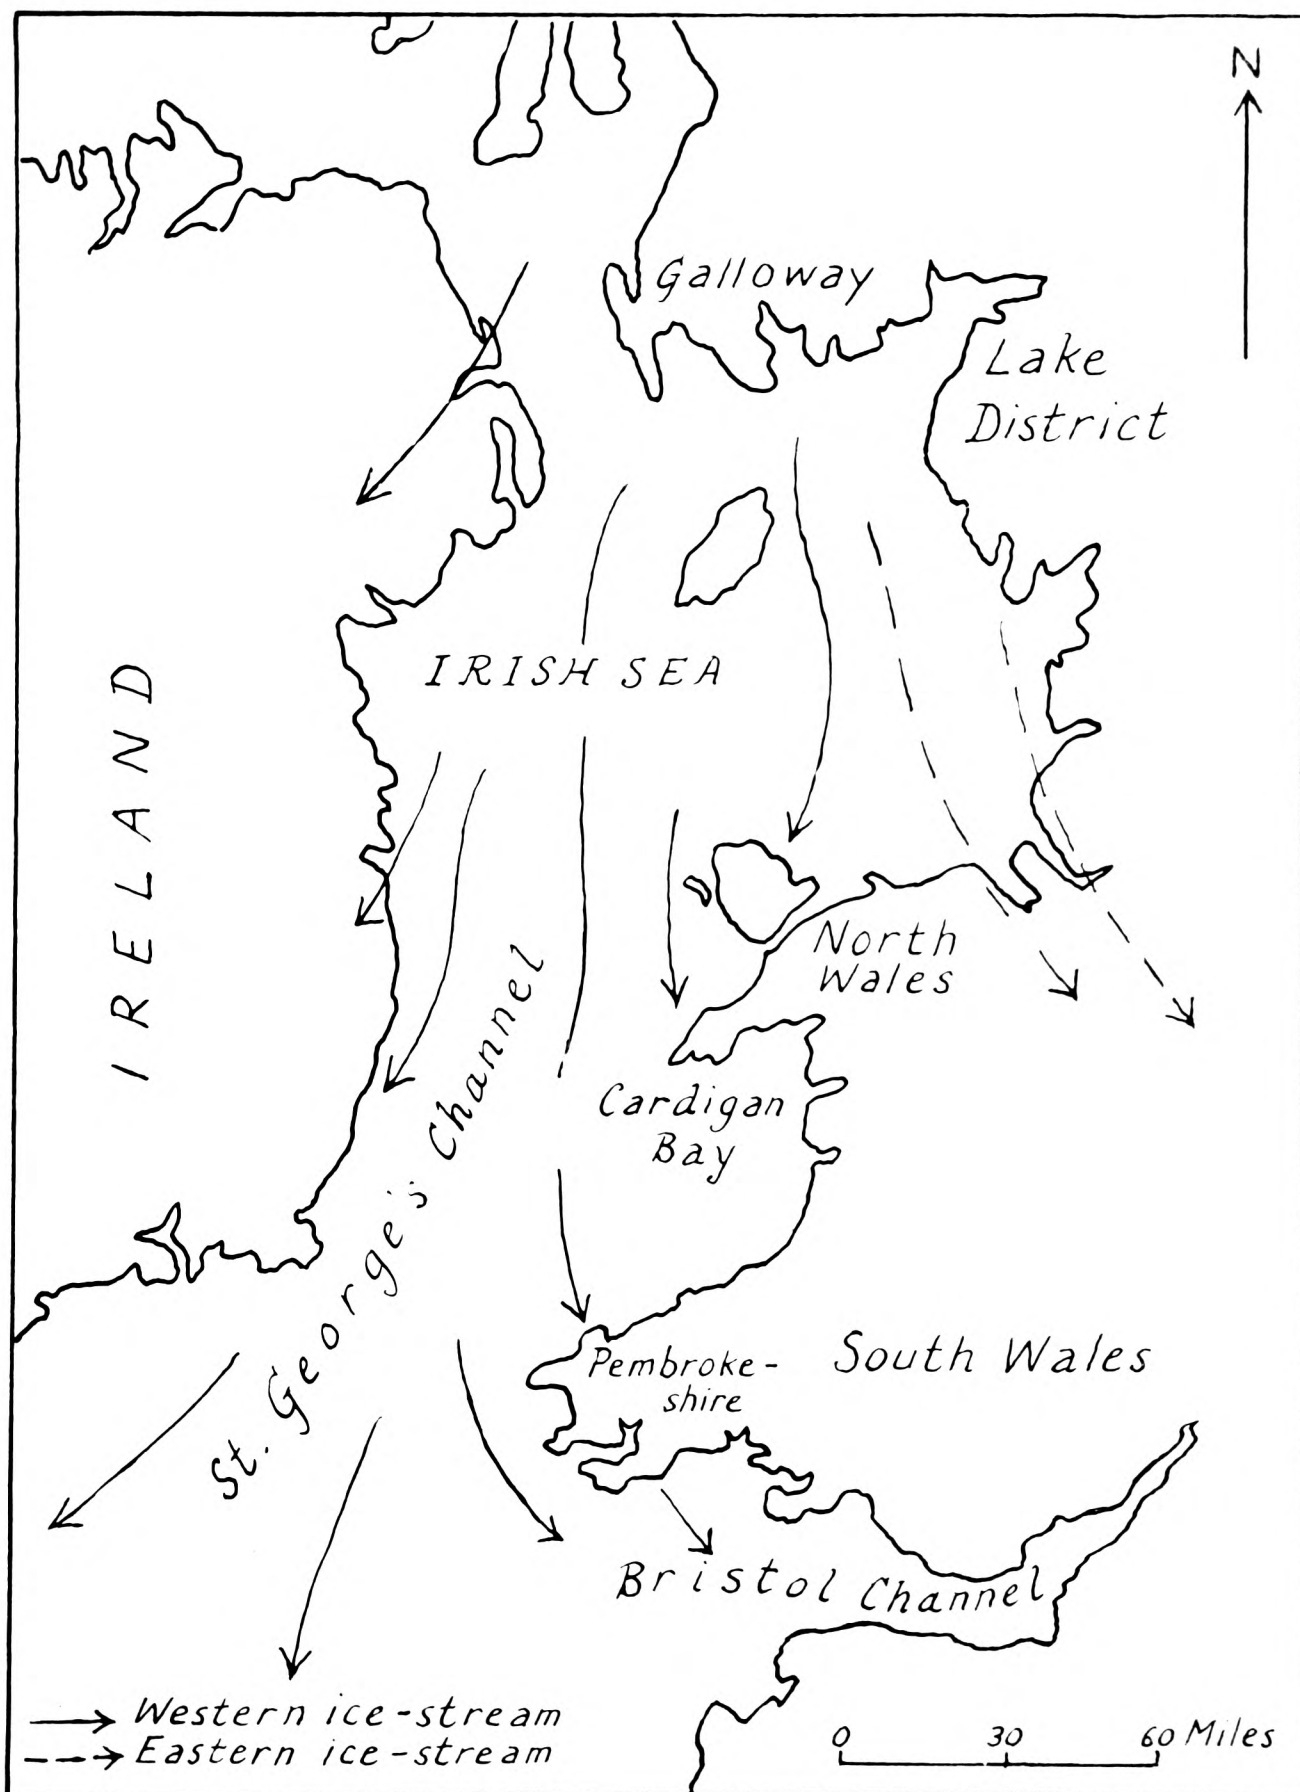 N
Galloway
Lake
District
IRISH SEA
IRELAND
North
Wales
St. George's Channel
Cardigan
Bay
Pembroke-
shire
South Wales
Bristol Channel
Western ice-stream
Eastern ice-stream
0 30 60 Miles